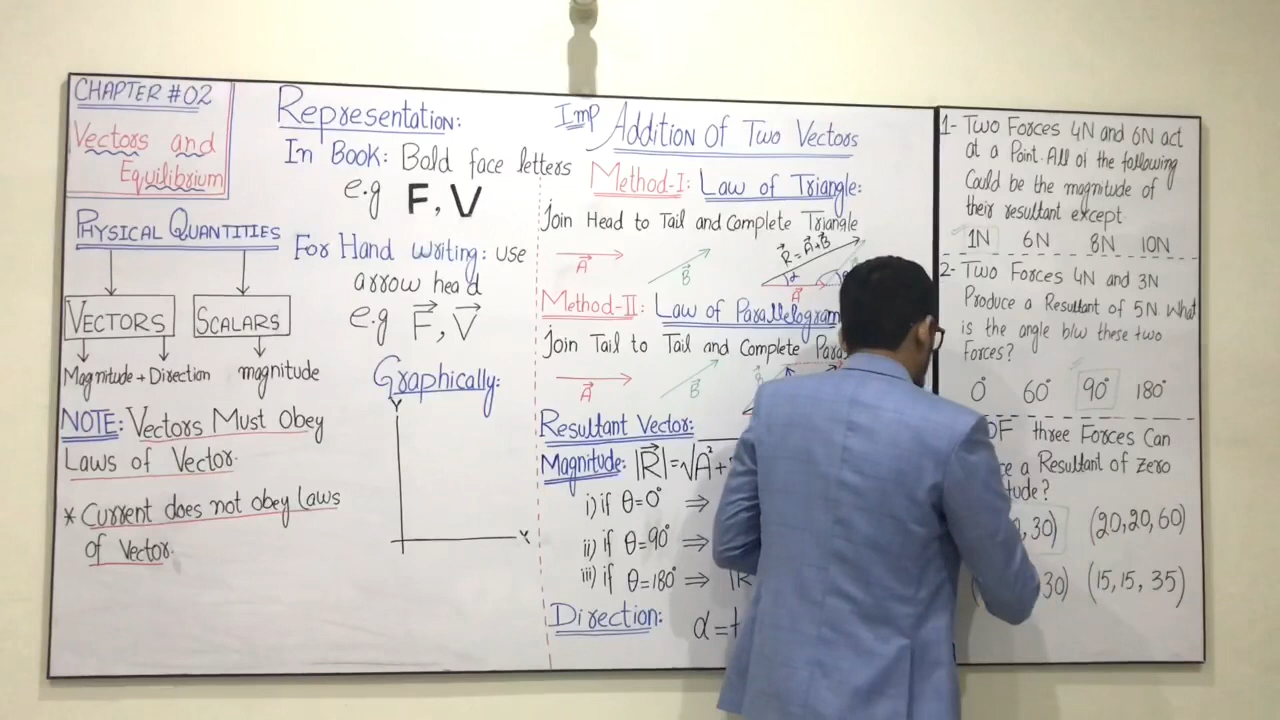 CHAPTER #02
Vectors and
Equilibrium
PHYSICAL QUANTITIES
VECTORS
SCALARS
Magnitude + Direction
magnitude
NOTE: Vectors Must Obey
Laws of Vector.
* Current does not obey laws
of Vector.
Representation:
In Book: Bold face letters
e.g F, V
For Hand writing: use
arrow head
e.g F⃗, V⃗
Graphically:
Y
X
Imp Addition Of Two Vectors
Method-I: Law of Triangle:
Join Head to Tail and Complete Triangle
A⃗
B⃗
R⃗ = A⃗+B⃗
α
A⃗
Method-II: Law of Parallelogram
Join Tail to Tail and Complete
A⃗
B⃗
B⃗
Resultant Vector:
Magnitude: |R⃗|=√A²+
i) if θ=0° ⇒
ii) if θ=90° ⇒
iii) if θ=180° ⇒ |R
Direction: α=
1- Two Forces 4N and 6N act
at a Point. All of the following
Could be the magnitude of
their resultant except
1N 6N 8N 10N
2- Two Forces 4N and 3N
Produce a Resultant of 5N What
is the angle b/w these two
Forces?
0° 60° 90° 180°
OF three Forces Can
a Resultant of zero
,30) (20,20,60)
,30) (15,15,35)